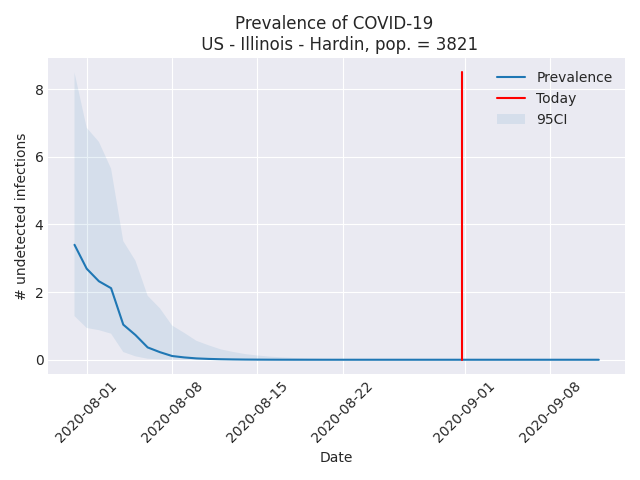 Prevalence of COVID-19
US - Illinois - Hardin, pop. = 3821
Prevalence
Today
95CI
# undetected infections
8
6
4
2
0
2020-08-01
2020-08-08
2020-08-15
2020-08-22
2020-09-01
2020-09-08
Date